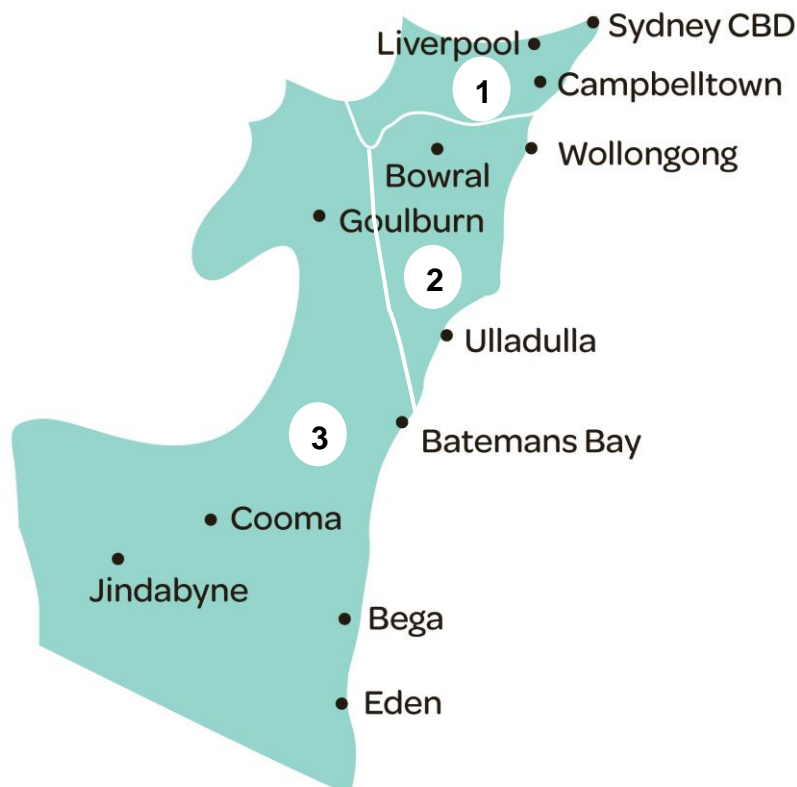 Sydney CBD
Liverpool
1
Campbelltown
Bowral
Wollongong
Goulburn
2
Ulladulla
3
Batemans Bay
Cooma
Jindabyne
Bega
Eden